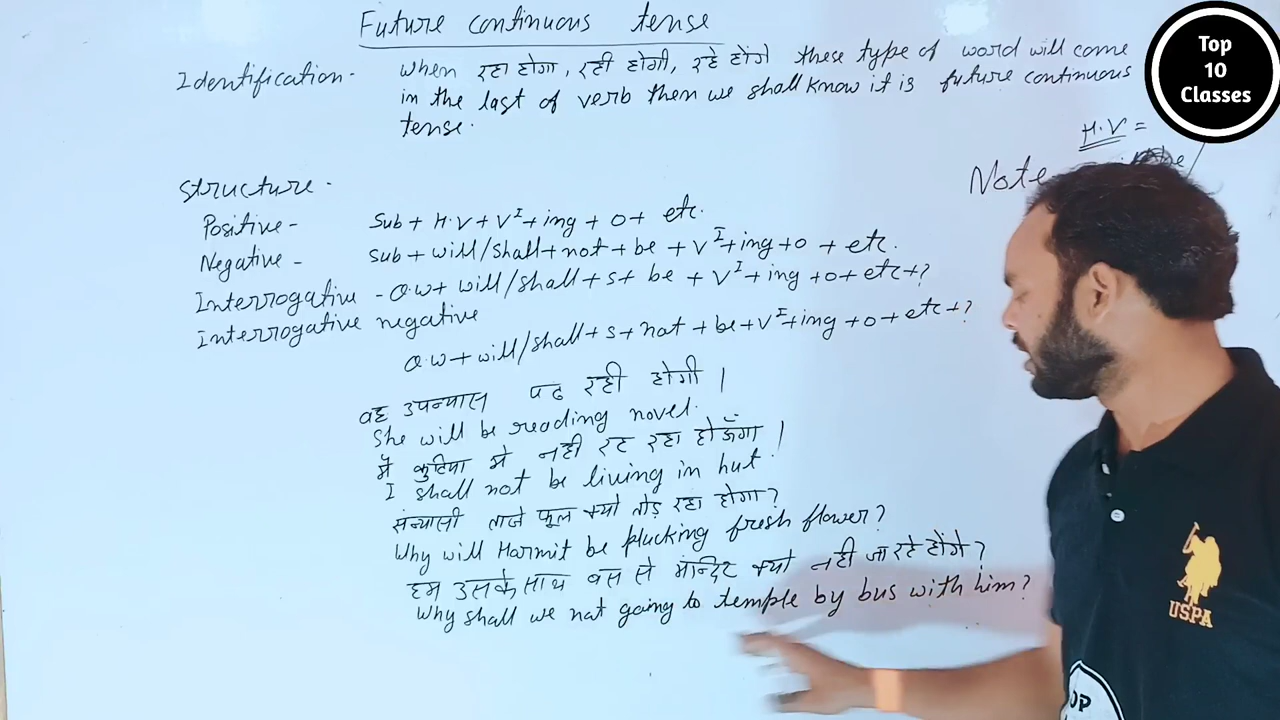 Future continuous tense
Identification- when रहा होगा, रही होगी, रहे होंगे these type of word will come
in the last of verb then we shall know it is future continuous
tense.
H.V =
Note
Structure-
Positive- Sub + H.V + V^I + ing + o + etc.
Negative- Sub + will/shall + not + be + V^I + ing + o + etc.
Interrogative - Q.w + will/shall + s + be + V^I + ing + o + etc + ?
Interrogative negative
Q.w + will/shall + s + not + be + V^I + ing + o + etc + ?
वह उपन्यास पढ रही होगी ।
She will be reading novel.
मैं कुटिया मे नही रह रहा होऊँगा ।
I shall not be living in hut.
संन्यासी ताजे फूल क्यो तोड़ रहा होगा?
Why will Hormit be plucking fresh flower?
हम उसके साथ बस से मन्दिर क्यो नही जा रहे होंगे?
Why shall we not going to temple by bus with him?
Top
10
Classes
USPA
OP